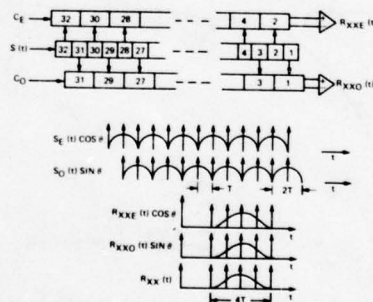 C_E 32 30 28 4 2 R_XXE(t)
S(t) 32 31 30 29 28 27 4 3 2 1
C_O 31 29 27 3 1 R_XXO(t)
S_E (t) COS θ t
S_O (t) SIN θ T 2T t
R_XXE (t) COS θ t
R_XXO (t) SIN θ t
R_XX (t) t
4T